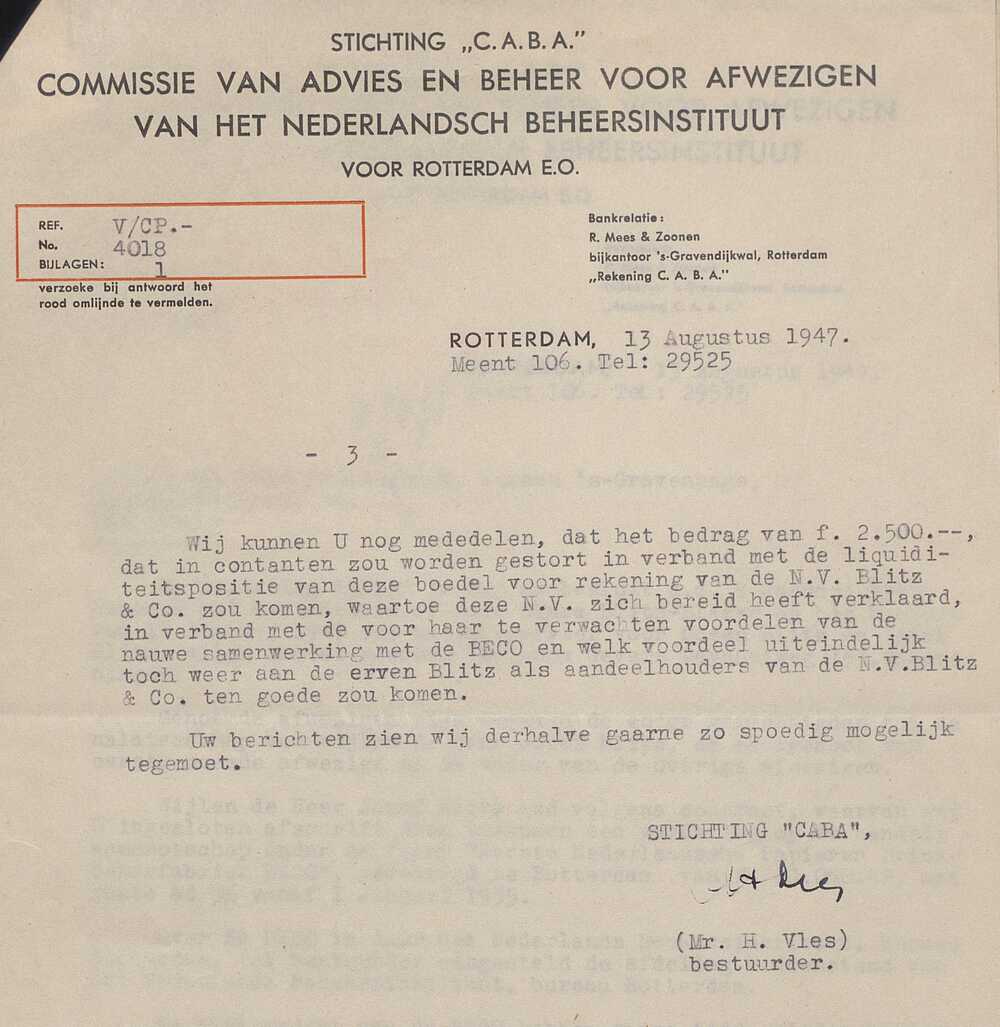 STICHTING „C.A.B.A.”
COMMISSIE VAN ADVIES EN BEHEER VOOR AFWEZIGEN
VAN HET NEDERLANDSCH BEHEERSINSTITUUT
VOOR ROTTERDAM E.O.
REF. V/CP.-
No. 4018
BIJLAGEN: 1
verzoeke bij antwoord het
rood omlijnde te vermelden.
Bankrelatie:
R. Mees & Zoonen
bijkantoor 's-Gravendijkwal, Rotterdam
„Rekening C. A. B. A.”
ROTTERDAM, 13 Augustus 1947.
Meent 106. Tel: 29525
- 3 -
Wij kunnen U nog mededelen, dat het bedrag van f. 2.500.--,
dat in contanten zou worden gestort in verband met de liquidi-
teitspositie van deze boedel voor rekening van de N.V. Blitz
& Co. zou komen, waartoe deze N.V. zich bereid heeft verklaard,
in verband met de voor haar te verwachten voordelen van de
nauwe samenwerking met de BECO en welk voordeel uiteindelijk
toch weer aan de erven Blitz als aandeelhouders van de N.V.Blitz
& Co. ten goede zou komen.
Uw berichten zien wij derhalve gaarne zo spoedig mogelijk
tegemoet.
STICHTING "CABA",
(Mr. H. Vles)
bestuurder.